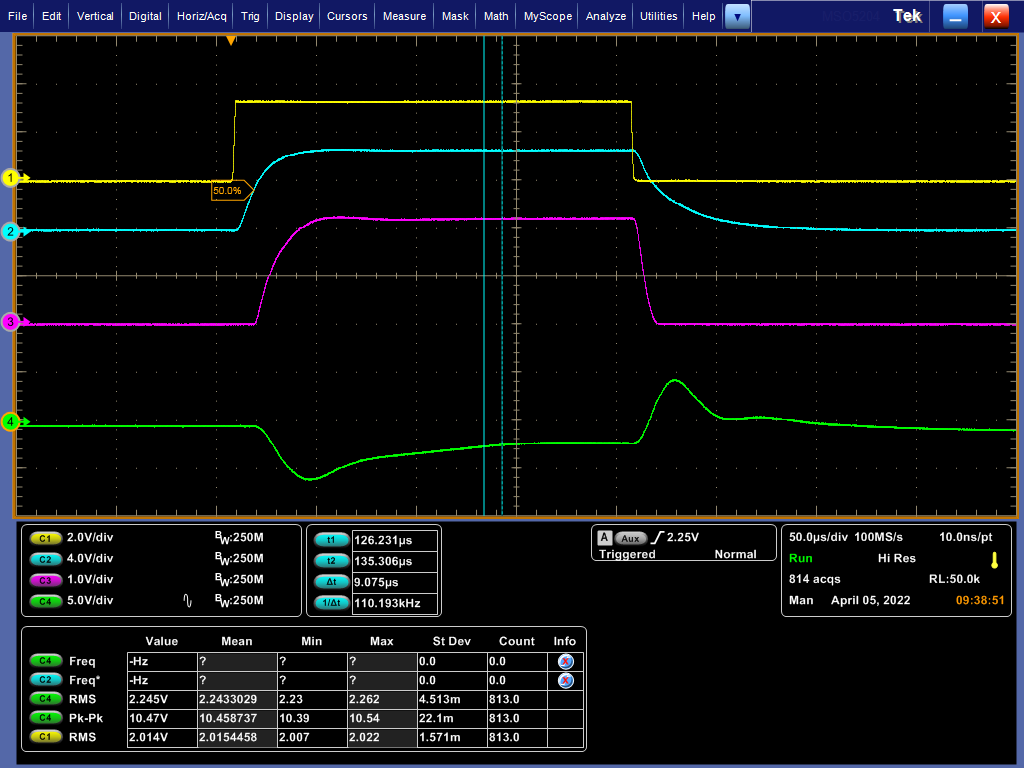 File Edit Vertical Digital Horiz/Acq Trig Display Cursors Measure Mask Math MyScope Analyze Utilities Help Tek X
1
50.0%
2
3
4
C1 2.0V/div BW:250M
C2 4.0V/div BW:250M
C3 1.0V/div BW:250M
C4 5.0V/div BW:250M
t1 126.231µs
t2 135.306µs
Δt 9.075µs
1/Δt 110.193kHz
A Aux 2.25V
Triggered Normal
50.0µs/div 100MS/s 10.0ns/pt
Run Hi Res
814 acqs RL:50.0k
Man April 05, 2022 09:38:51
Value Mean Min Max St Dev Count Info
C4 Freq -Hz ? ? ? 0.0 0.0 x
C2 Freq* -Hz ? ? ? 0.0 0.0 x
C4 RMS 2.245V 2.2433029 2.23 2.262 4.513m 813.0
C4 Pk-Pk 10.47V 10.458737 10.39 10.54 22.1m 813.0
C1 RMS 2.014V 2.0154458 2.007 2.022 1.571m 813.0